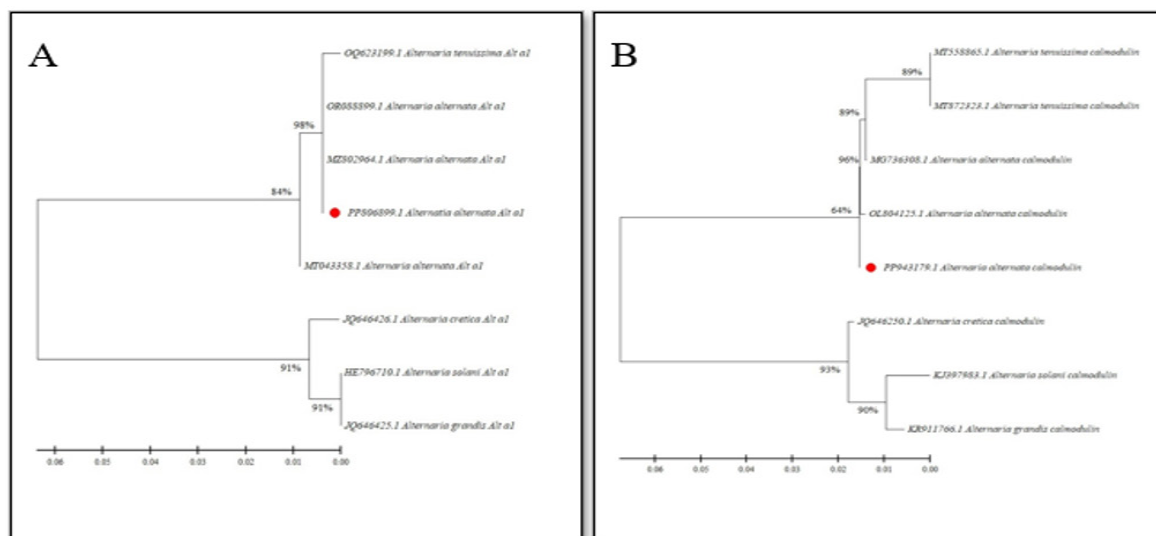 A
OQ623199.1 Alternaria tenuissima Alt a1
OR088899.1 Alternaria alternata Alt a1
98%
MZ802964.1 Alternaria alternata Alt a1
84%
PP806899.1 Alternatia alternata Alt a1
MT043358.1 Alternaria alternata Alt a1
JQ646426.1 Alternaria cretica Alt a1
91%
HE796710.1 Alternaria solani Alt a1
91%
JQ646425.1 Alternaria grandis Alt a1
0.06 0.05 0.04 0.03 0.02 0.01 0.00
B
MT558865.1 Alternaria tenuissima calmodulin
89%
MT872323.1 Alternaria tenuissima calmodulin
89%
96%
MG736308.1 Alternaria alternata calmodulin
64%
OL804125.1 Alternaria alternata calmodulin
PP943179.1 Alternaria alternata calmodulin
JQ646250.1 Alternaria cretica calmodulin
93%
KJ397983.1 Alternaria solani calmodulin
90%
KR911766.1 Alternaria grandis calmodulin
0.06 0.05 0.04 0.03 0.02 0.01 0.00